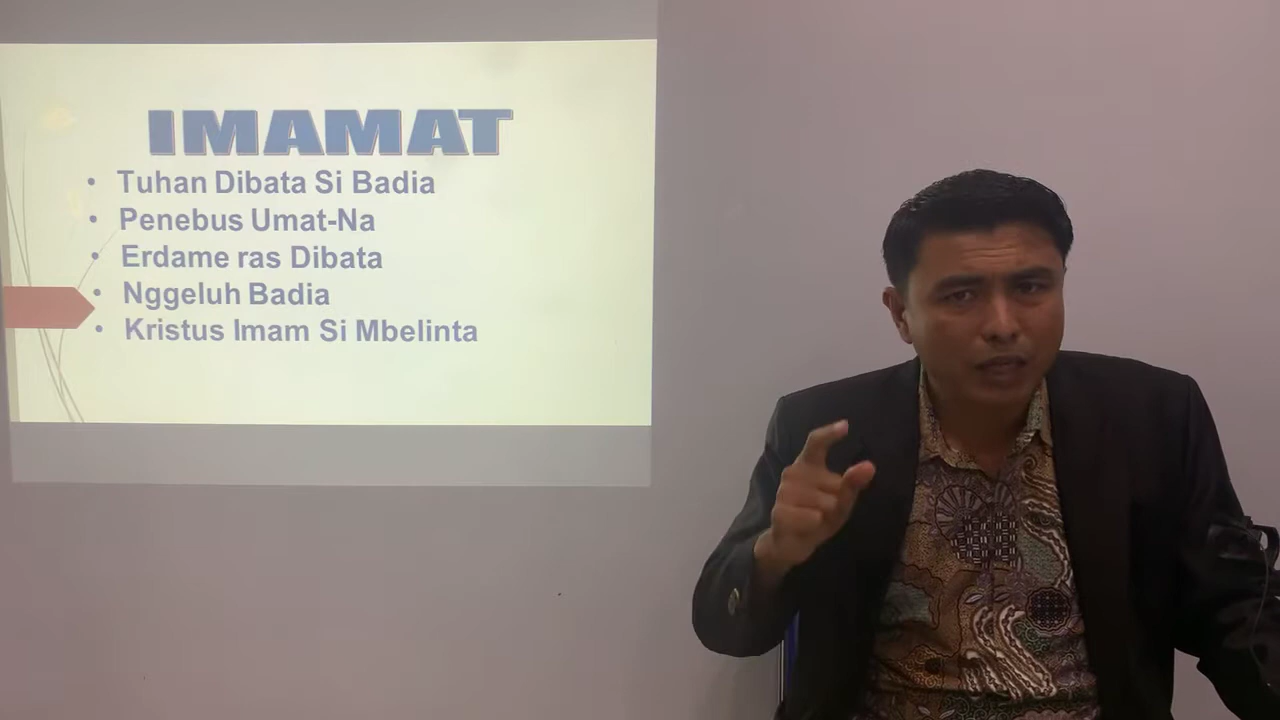 IMAMAT
• Tuhan Dibata Si Badia
• Penebus Umat-Na
• Erdame ras Dibata
• Nggeluh Badia
• Kristus Imam Si Mbelinta